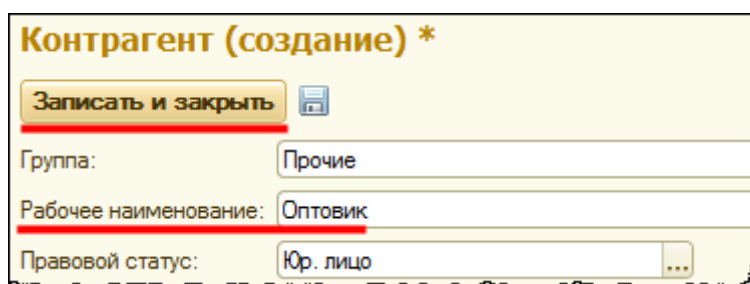 Контрагент (создание) *
Записать и закрыть
Группа: Прочие
Рабочее наименование: Оптовик
Правовой статус: Юр. лицо ...